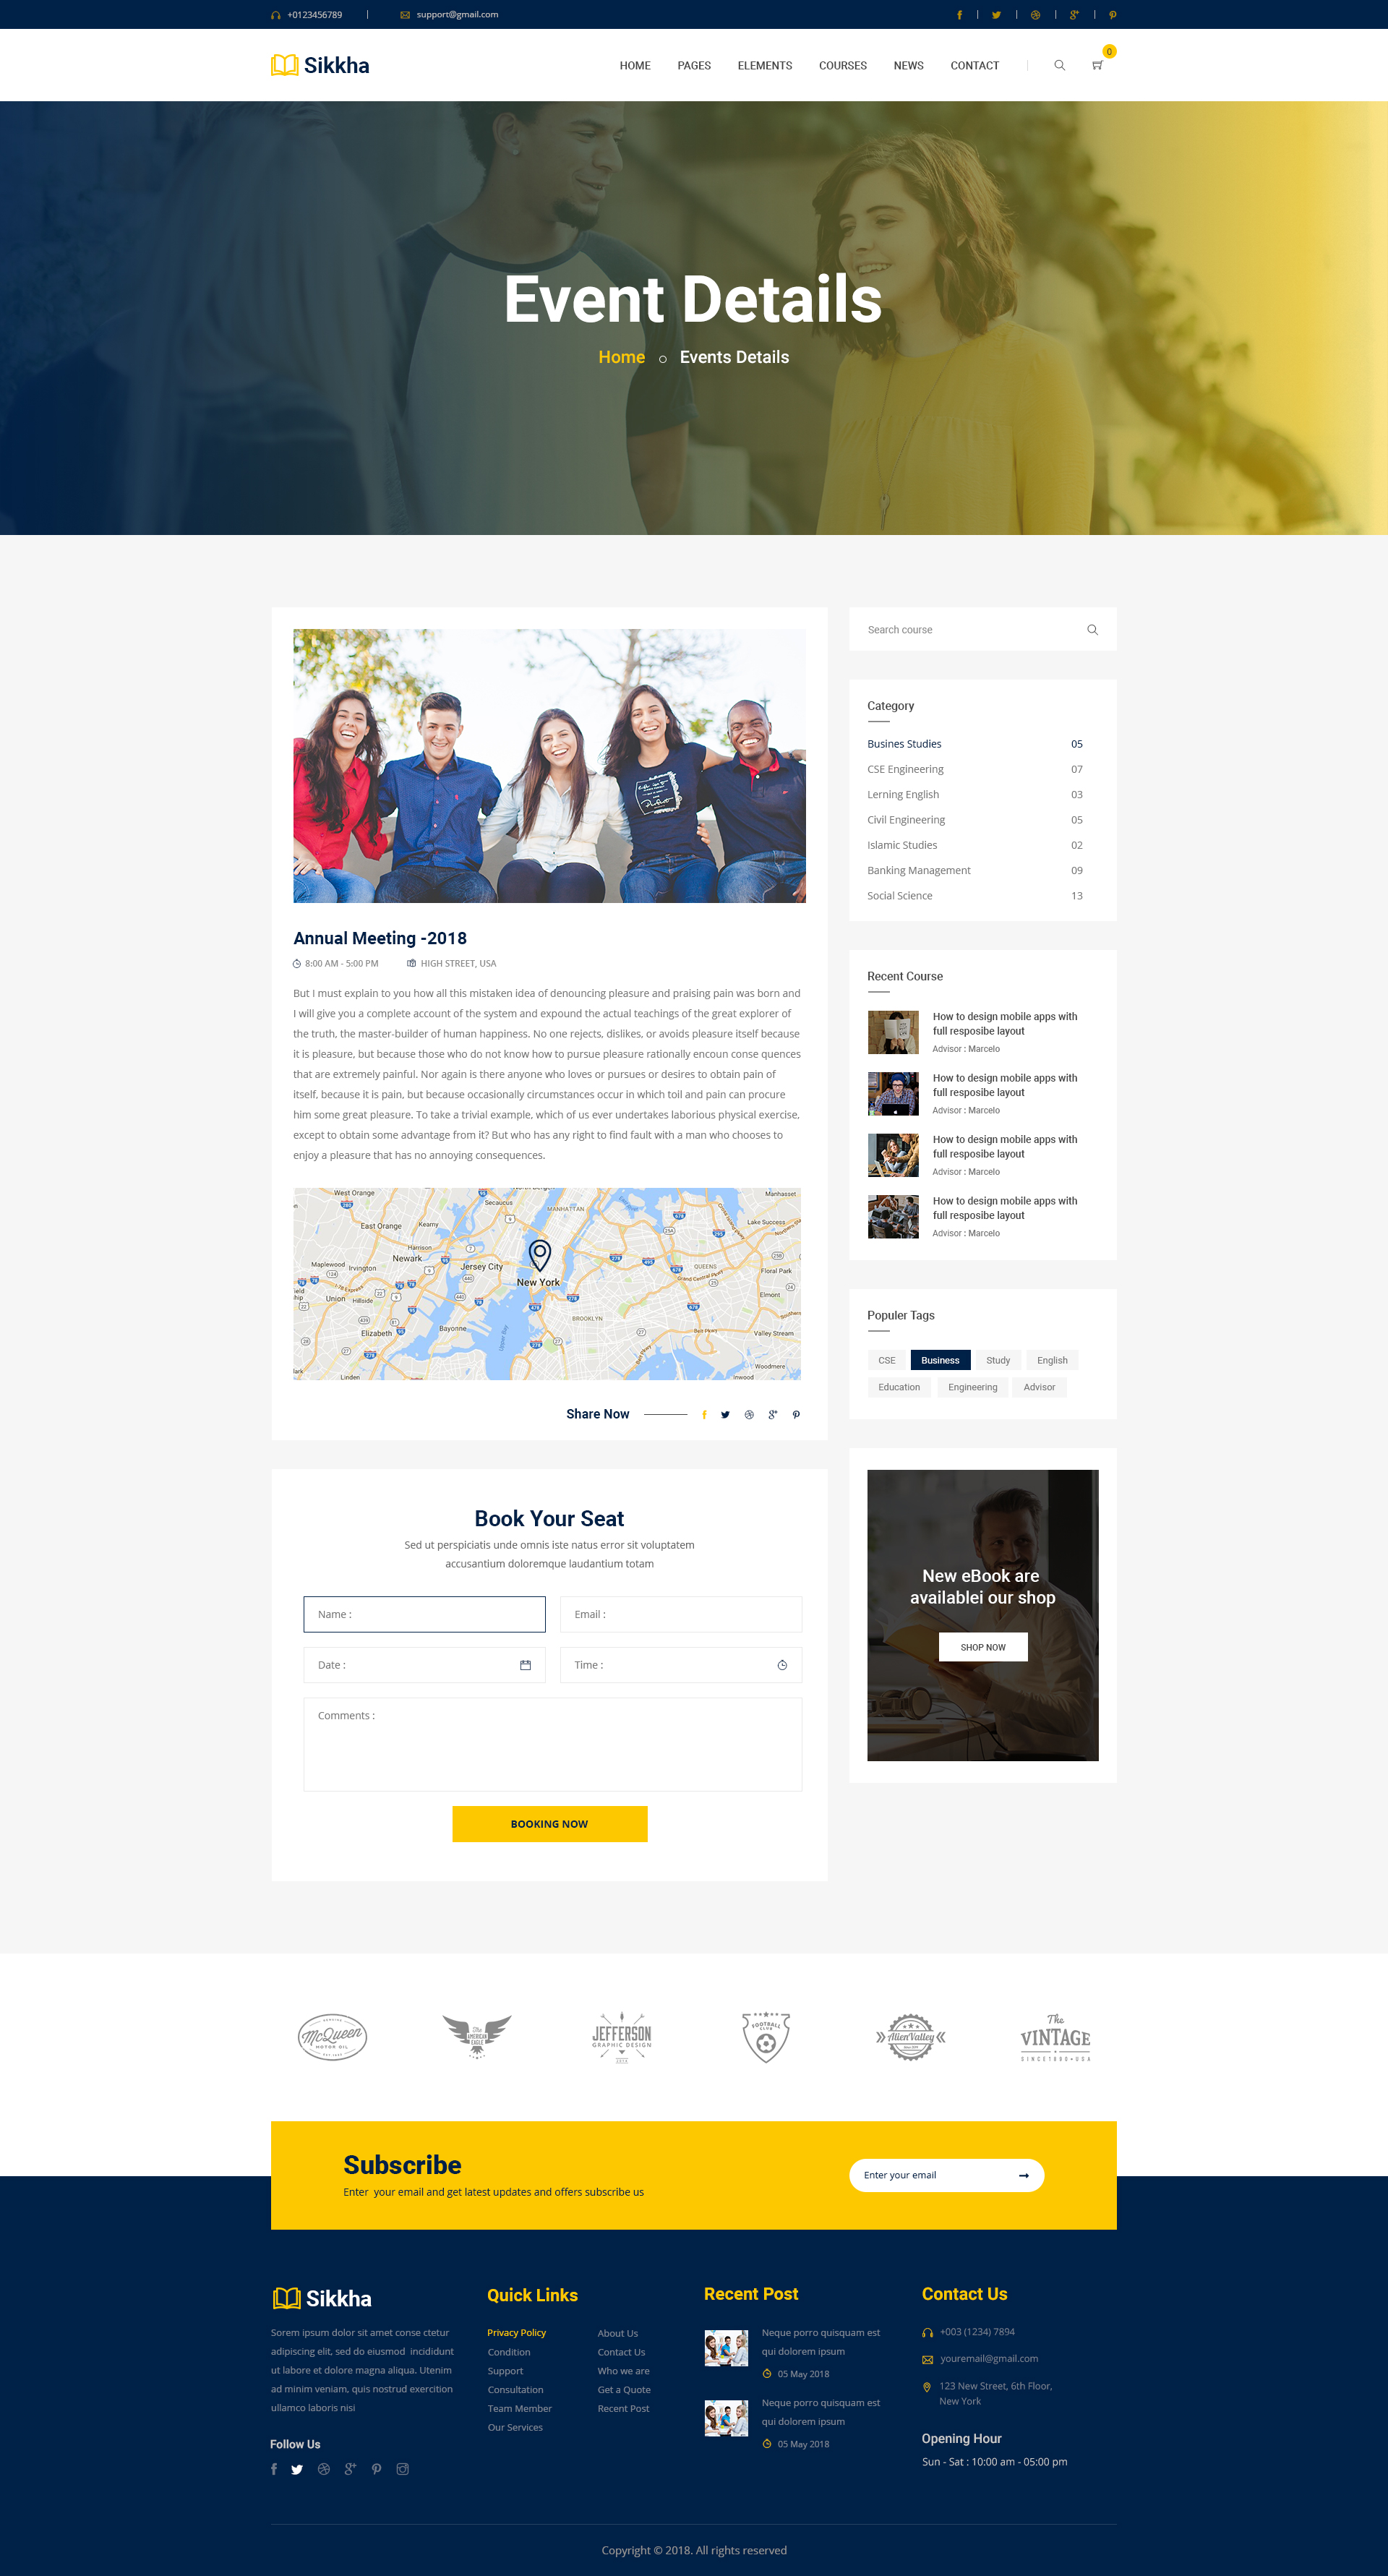 +0123456789
support@gmail.com
Sikkha
HOME
PAGES
ELEMENTS
COURSES
NEWS
CONTACT
0
Event Details
Home
Events Details
Annual Meeting -2018
8:00 AM - 5:00 PM
HIGH STREET, USA
But I must explain to you how all this mistaken idea of denouncing pleasure and praising pain was born and
I will give you a complete account of the system and expound the actual teachings of the great explorer of
the truth, the master-builder of human happiness. No one rejects, dislikes, or avoids pleasure itself because
it is pleasure, but because those who do not know how to pursue pleasure rationally encoun conse quences
that are extremely painful. Nor again is there anyone who loves or pursues or desires to obtain pain of
itself, because it is pain, but because occasionally circumstances occur in which toil and pain can procure
him some great pleasure. To take a trivial example, which of us ever undertakes laborious physical exercise,
except to obtain some advantage from it? But who has any right to find fault with a man who chooses to
enjoy a pleasure that has no annoying consequences.
West Orange
Secaucus
Manhasset
MANHATTAN
East Orange
Kearny
Lake Success
Harrison
Newark
Maplewood
Irvington
Jersey City
New York
QUEENS
Floral Park
Union
Hillside
Elmont
Elizabeth
Bayonne
BROOKLYN
Upper Bay
Belt Pkwy
Valley Stream
Woodmere
Linden
Inwood
Share Now
Book Your Seat
Sed ut perspiciatis unde omnis iste natus error sit voluptatem
accusantium doloremque laudantium totam
Name :
Email :
Date :
Time :
Comments :
BOOKING NOW
Search course
Category
Busines Studies 05
CSE Engineering 07
Lerning English 03
Civil Engineering 05
Islamic Studies 02
Banking Management 09
Social Science 13
Recent Course
How to design mobile apps with
full resposibe layout
Advisor : Marcelo
How to design mobile apps with
full resposibe layout
Advisor : Marcelo
How to design mobile apps with
full resposibe layout
Advisor : Marcelo
How to design mobile apps with
full resposibe layout
Advisor : Marcelo
Populer Tags
CSE
Business
Study
English
Education
Engineering
Advisor
New eBook are
availablei our shop
SHOP NOW
McQueen
MOTOR OIL
The
AMERICAN
EAGLE
JEFFERSON
GRAPHIC DESIGN
FOOTBALL
CLUB
AlienValley
The
VINTAGE
SINCE1980•USA
Subscribe
Enter  your email and get latest updates and offers subscribe us
Enter your email
Sikkha
Sorem ipsum dolor sit amet conse ctetur
adipiscing elit, sed do eiusmod  incididunt
ut labore et dolore magna aliqua. Utenim
ad minim veniam, quis nostrud exercition
ullamco laboris nisi
Follow Us
Quick Links
Privacy Policy
Condition
Support
Consultation
Team Member
Our Services
About Us
Contact Us
Who we are
Get a Quote
Recent Post
Recent Post
Neque porro quisquam est
qui dolorem ipsum
05 May 2018
Neque porro quisquam est
qui dolorem ipsum
05 May 2018
Contact Us
+003 (1234) 7894
youremail@gmail.com
123 New Street, 6th Floor,
New York
Opening Hour
Sun - Sat : 10:00 am - 05:00 pm
Copyright © 2018. All rights reserved